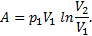 A = p₁V₁ ln V₂/V₁.